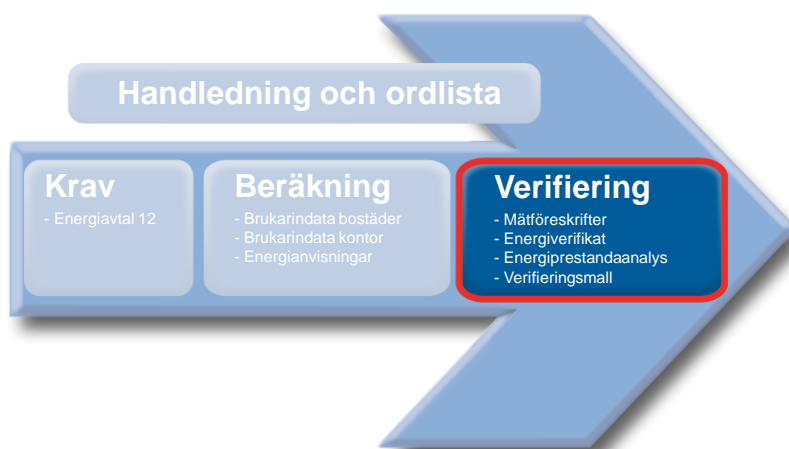 Handledning och ordlista
Krav
- Energiavtal 12
Beräkning
- Brukarindata bostäder
- Brukarindata kontor
- Energianvisningar
Verifiering
- Mätföreskrifter
- Energiverifikat
- Energiprestandaanalys
- Verifieringsmall